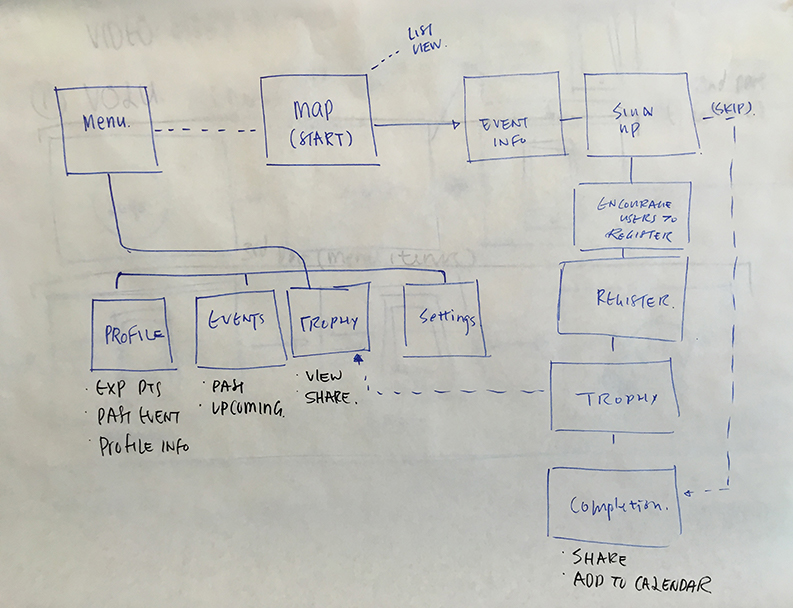 LIST
VIEW.
Menu.
MAP
(START)
EVENT
INFO
SIGN
UP
(SKIP).
ENCOURAGE
USERS TO
REGISTER
REGISTER.
PROFILE
EVENTS
TROPHY
Settings
· EXP PTS
· PAST EVENT
· PROFILE INFO
· PAST
· UPCOMING.
· VIEW
· SHARE.
TROPHY
Completion.
· SHARE
· ADD TO CALENDAR
VIDEO